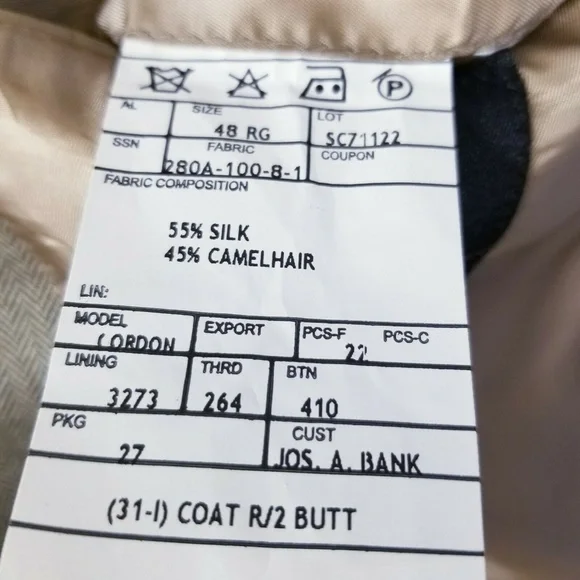 P
AL SIZE LOT
48 RG SC71122
SSN FABRIC COUPON
280A-100-8-1
FABRIC COMPOSITION
55% SILK
45% CAMELHAIR
LIN:
MODEL EXPORT PCS-F PCS-C
22
LINING THRD BTN
3273 264 410
PKG CUST
27 JOS. A. BANK
(31-I) COAT R/2 BUTT